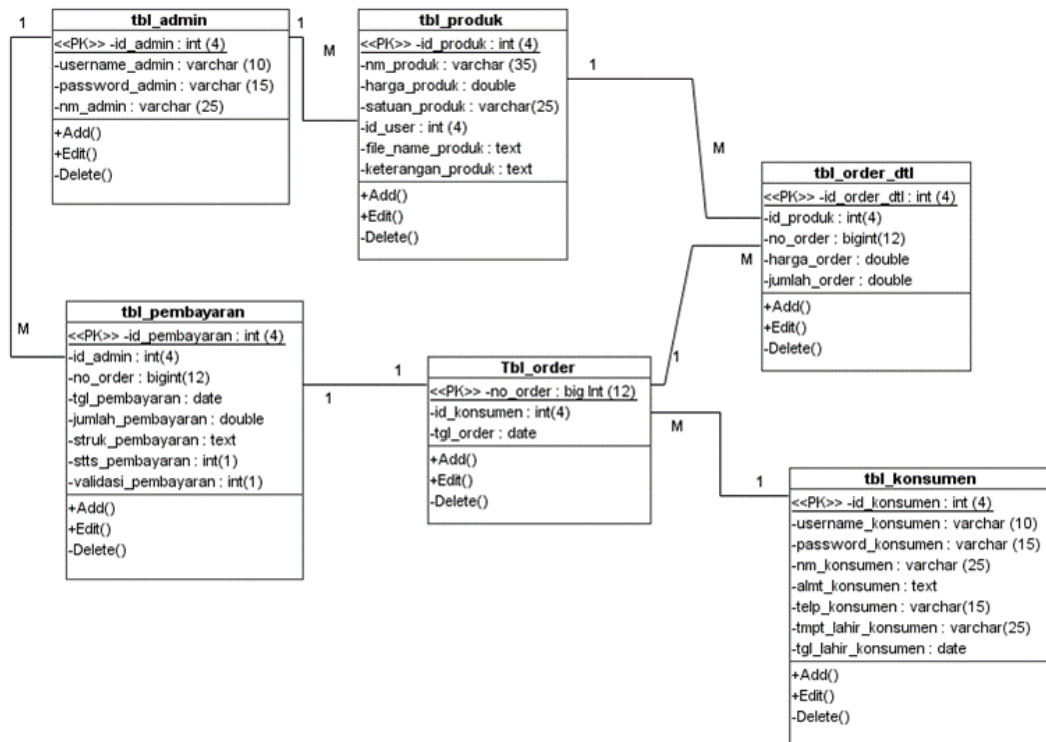 1
tbl_admin
<<PK>> -id_admin : int (4)
-username_admin : varchar (10)
-password_admin : varchar (15)
-nm_admin : varchar (25)
+Add()
+Edit()
-Delete()
1
M
tbl_produk
<<PK>> -id_produk : int (4)
-nm_produk : varchar (35)
-harga_produk : double
-satuan_produk : varchar(25)
-id_user : int (4)
-file_name_produk : text
-keterangan_produk : text
+Add()
+Edit()
-Delete()
1
M
tbl_order_dtl
<<PK>> -id_order_dtl : int (4)
-id_produk : int(4)
-no_order : bigint(12)
-harga_order : double
-jumlah_order : double
+Add()
+Edit()
-Delete()
M
M
tbl_pembayaran
<<PK>> -id_pembayaran : int (4)
-id_admin : int(4)
-no_order : bigint(12)
-tgl_pembayaran : date
-jumlah_pembayaran : double
-struk_pembayaran : text
-stts_pembayaran : int(1)
-validasi_pembayaran : int(1)
+Add()
+Edit()
-Delete()
1
1
Tbl_order
<<PK>> -no_order : big Int (12)
-id_konsumen : int(4)
-tgl_order : date
+Add()
+Edit()
-Delete()
1
M
1
tbl_konsumen
<<PK>> -id_konsumen : int (4)
-username_konsumen : varchar (10)
-password_konsumen : varchar (15)
-nm_konsumen : varchar (25)
-almt_konsumen : text
-telp_konsumen : varchar(15)
-tmpt_lahir_konsumen : varchar(25)
-tgl_lahir_konsumen : date
+Add()
+Edit()
-Delete()